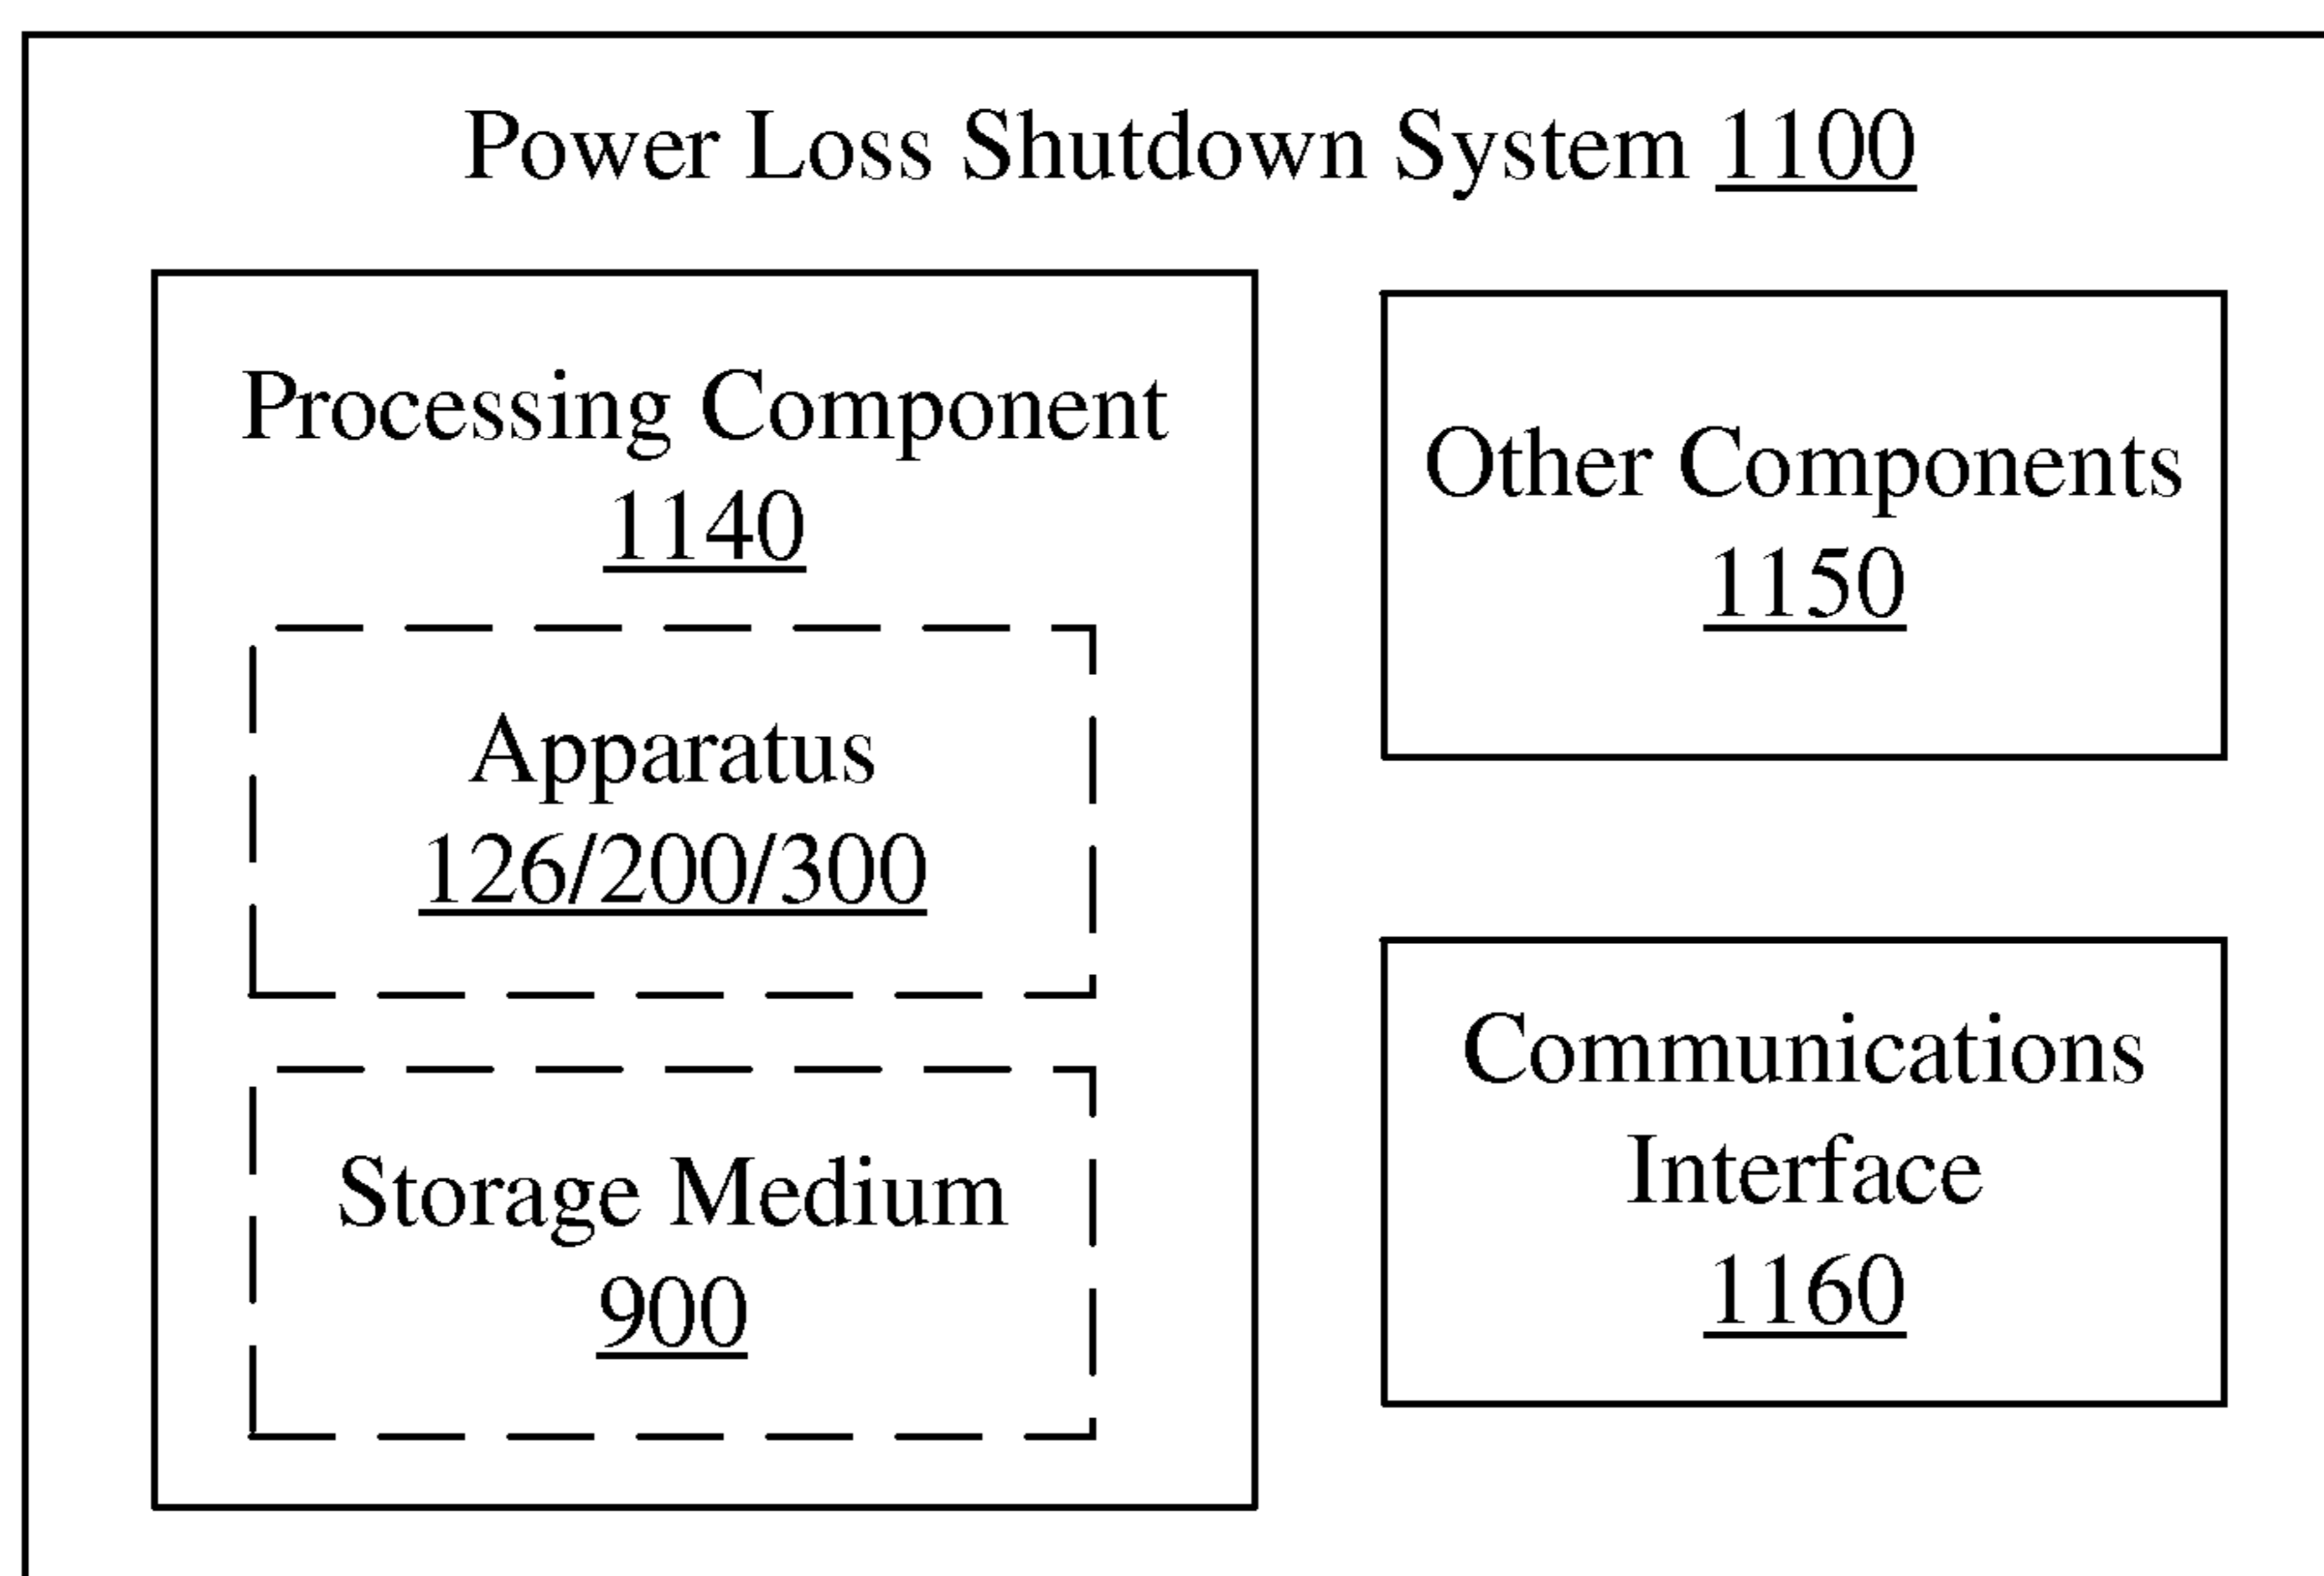 Power Loss Shutdown System 1100
Processing Component
1140
Apparatus
126/200/300
Storage Medium
900
Other Components
1150
Communications
Interface
1160